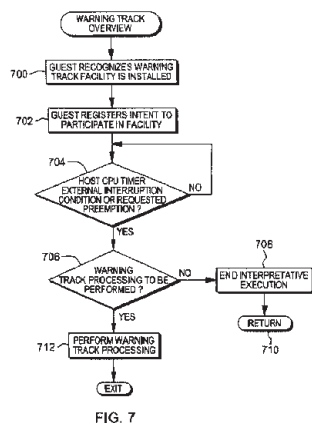 WARNING TRACK
OVERVIEW
700
GUEST RECOGNIZES WARNING
TRACK FACILITY IS INSTALLED
702
GUEST REGISTERS INTENT TO
PARTICIPATE IN FACILITY
704
HOST CPU TIMER
EXTERNAL INTERRUPTION
CONDITION OR REQUESTED
PREEMPTION ?
NO
YES
706
WARNING
TRACK PROCESSING TO BE
PERFORMED ?
NO
708
END INTERPRETATIVE
EXECUTION
YES
RETURN
710
712
PERFORM WARNING
TRACK PROCESSING
EXIT
FIG. 7